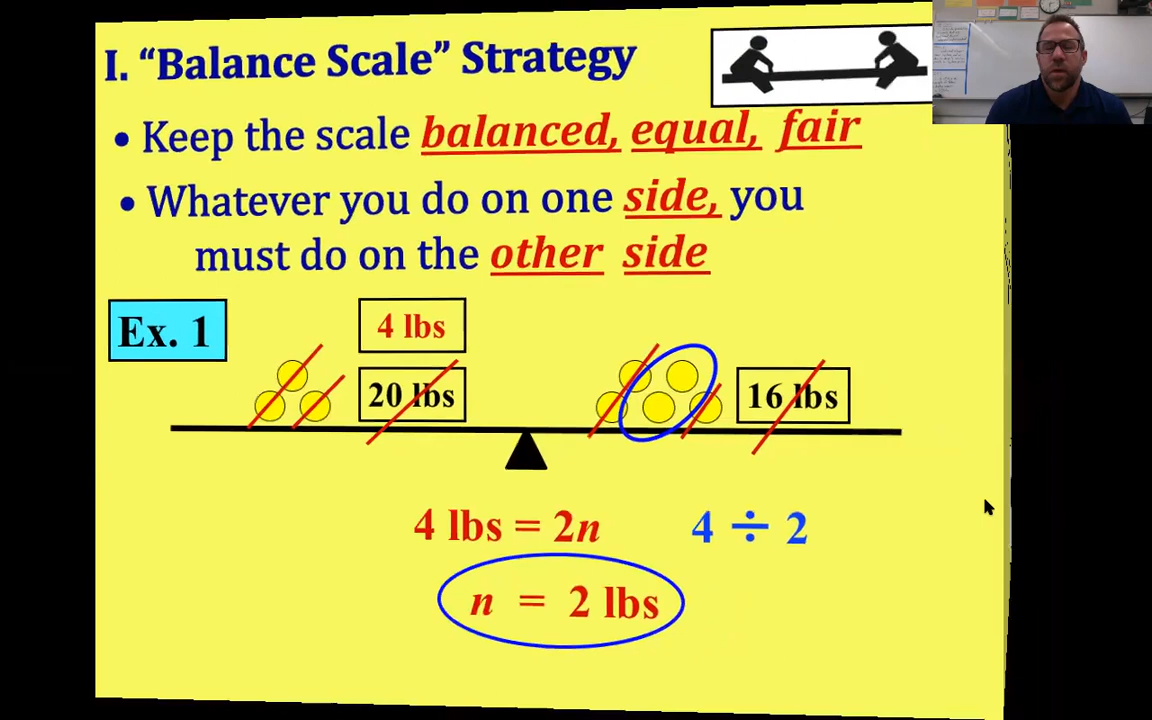 I. “Balance Scale” Strategy
• Keep the scale balanced, equal, fair
• Whatever you do on one side, you
must do on the other side
Ex. 1
4 lbs
20 lbs
16 lbs
4 lbs = 2n
4 ÷ 2
n = 2 lbs